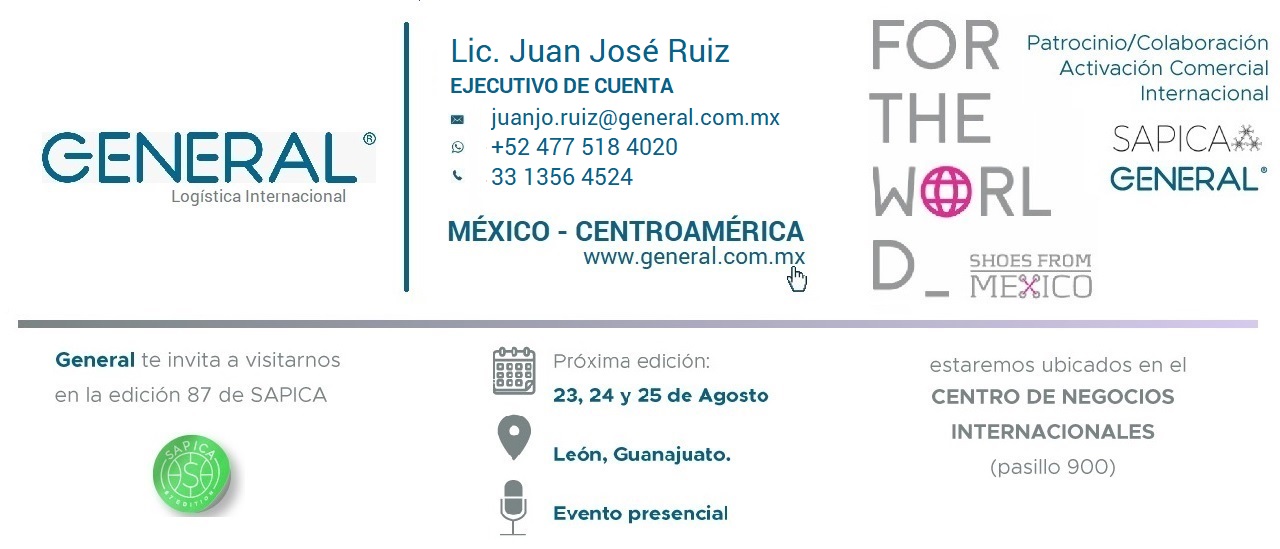 GENERAL®
Logística Internacional
Lic. Juan José Ruiz
EJECUTIVO DE CUENTA
juanjo.ruiz@general.com.mx
+52 477 518 4020
33 1356 4524
MÉXICO - CENTROAMÉRICA
www.general.com.mx
FOR
THE
WORL
D_
SHOES FROM
MEXICO
Patrocinio/Colaboración
Activación Comercial
Internacional
SAPICA
GENERAL®
General te invita a visitarnos
en la edición 87 de SAPICA
SAPICA
87 EDITION
Próxima edición:
23, 24 y 25 de Agosto
León, Guanajuato.
Evento presencial
estaremos ubicados en el
CENTRO DE NEGOCIOS
INTERNACIONALES
(pasillo 900)